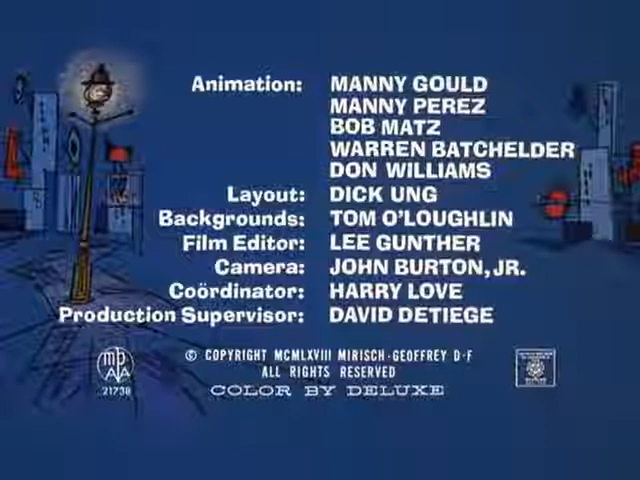 Animation: MANNY GOULD
MANNY PEREZ
BOB MATZ
WARREN BATCHELDER
DON WILLIAMS
Layout: DICK UNG
Backgrounds: TOM O'LOUGHLIN
Film Editor: LEE GUNTHER
Camera: JOHN BURTON, JR.
Coördinator: HARRY LOVE
Production Supervisor: DAVID DETIEGE
© COPYRIGHT MCMLXVIII MIRISCH-GEOFFREY D-F
ALL RIGHTS RESERVED
COLOR BY DELUXE
21738